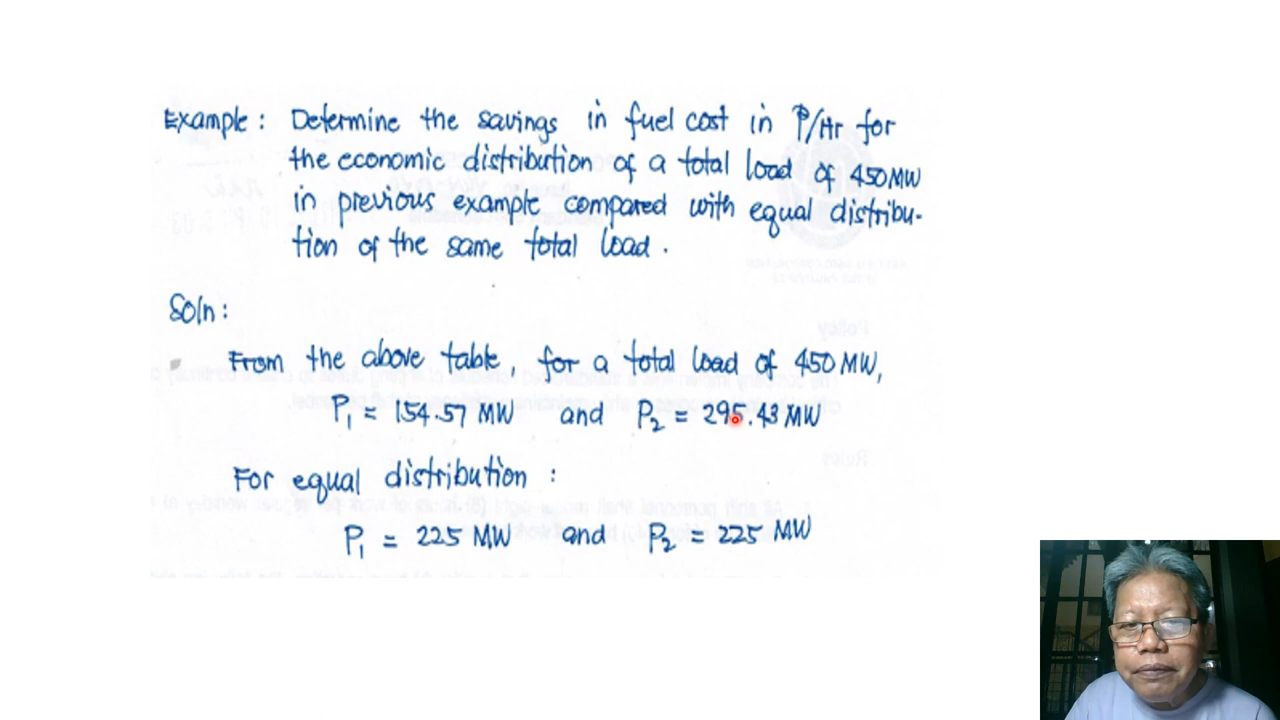 Example: Determine the savings in fuel cost in ₱/Hr for
the economic distribution of a total load of 450 MW
in previous example compared with equal distribu-
tion of the same total load.
Soln:
From the above table, for a total load of 450 MW,
P₁ = 154.57 MW and P₂ = 295.43 MW
For equal distribution:
P₁ = 225 MW and P₂ = 225 MW